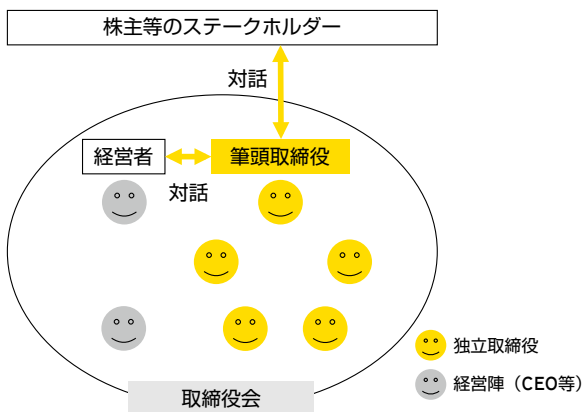 株主等のステークホルダー
対話
経営者
筆頭取締役
対話
独立取締役
経営陣（CEO等）
取締役会